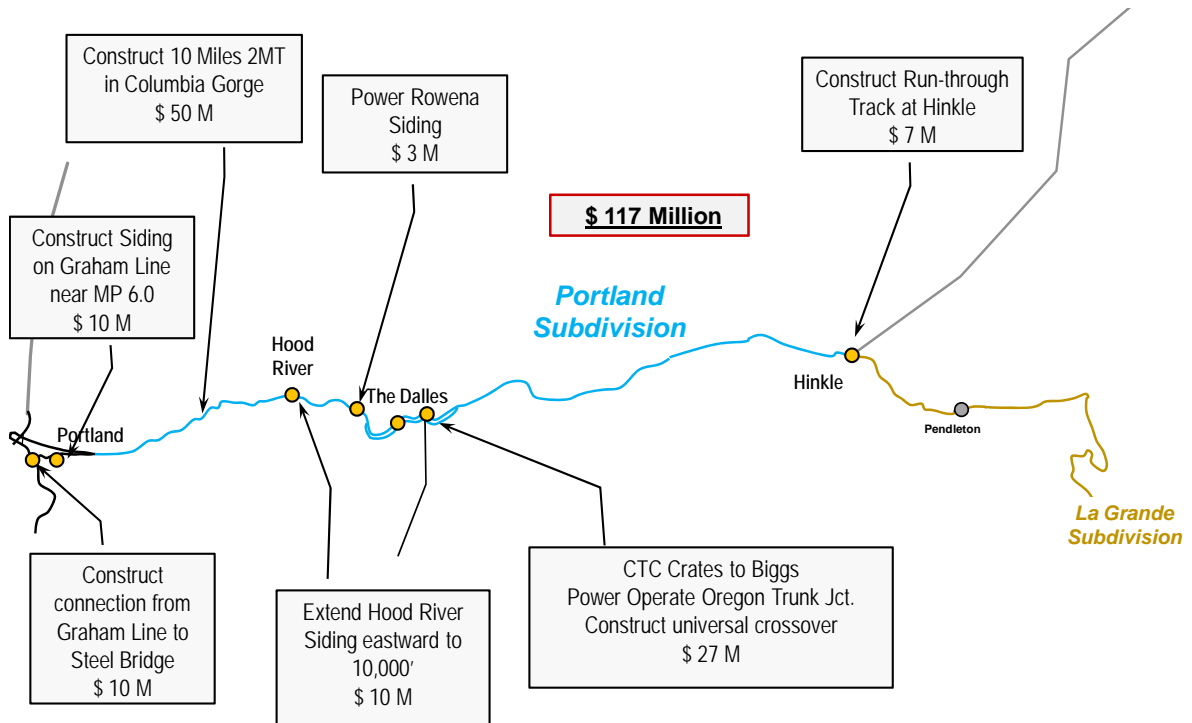 Construct 10 Miles 2MT
in Columbia Gorge
$ 50 M
Power Rowena
Siding
$ 3 M
Construct Run-through
Track at Hinkle
$ 7 M
$ 117 Million
Construct Siding
on Graham Line
near MP 6.0
$ 10 M
Portland
Subdivision
Hood
River
The Dalles
Hinkle
Portland
Pendleton
La Grande
Subdivision
Construct
connection from
Graham Line to
Steel Bridge
$ 10 M
Extend Hood River
Siding eastward to
10,000’
$ 10 M
CTC Crates to Biggs
Power Operate Oregon Trunk Jct.
Construct universal crossover
$ 27 M